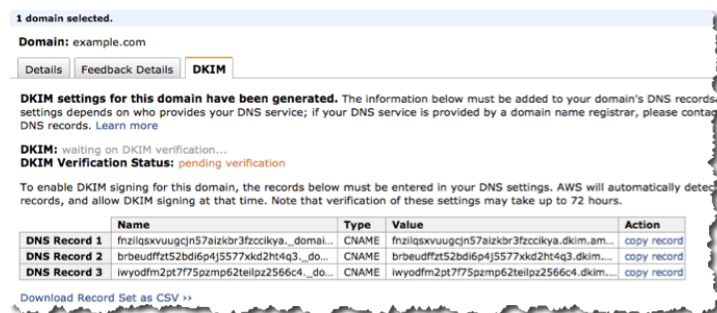 1 domain selected.
Domain: example.com
Details Feedback Details DKIM
DKIM settings for this domain have been generated. The information below must be added to your domain's DNS records
settings depends on who provides your DNS service; if your DNS service is provided by a domain name registrar, please contac
DNS records. Learn more
DKIM: waiting on DKIM verification...
DKIM Verification Status: pending verification
To enable DKIM signing for this domain, the records below must be entered in your DNS settings. AWS will automatically detec
records, and allow DKIM signing at that time. Note that verification of these settings may take up to 72 hours.
Name Type Value Action
DNS Record 1 fnzilqsxvuugcjn57aizkbr3fzccikya._domai... CNAME fnzilqsxvuugcjn57aizkbr3fzccikya.dkim.am... copy record
DNS Record 2 brbeudffzt52bdi6p4j5577xkd2ht4q3._do... CNAME brbeudffzt52bdi6p4j5577xkd2ht4q3.dkim.... copy record
DNS Record 3 iwyodfm2pt7f75pzmp62teilpz2566c4._do... CNAME iwyodfm2pt7f75pzmp62teilpz2566c4.dkim.... copy record
Download Record Set as CSV >>